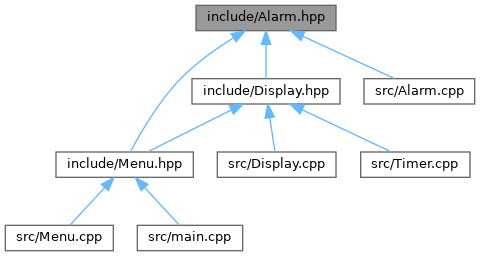 include/Alarm.hpp
include/Display.hpp
src/Alarm.cpp
include/Menu.hpp
src/Display.cpp
src/Timer.cpp
src/Menu.cpp
src/main.cpp